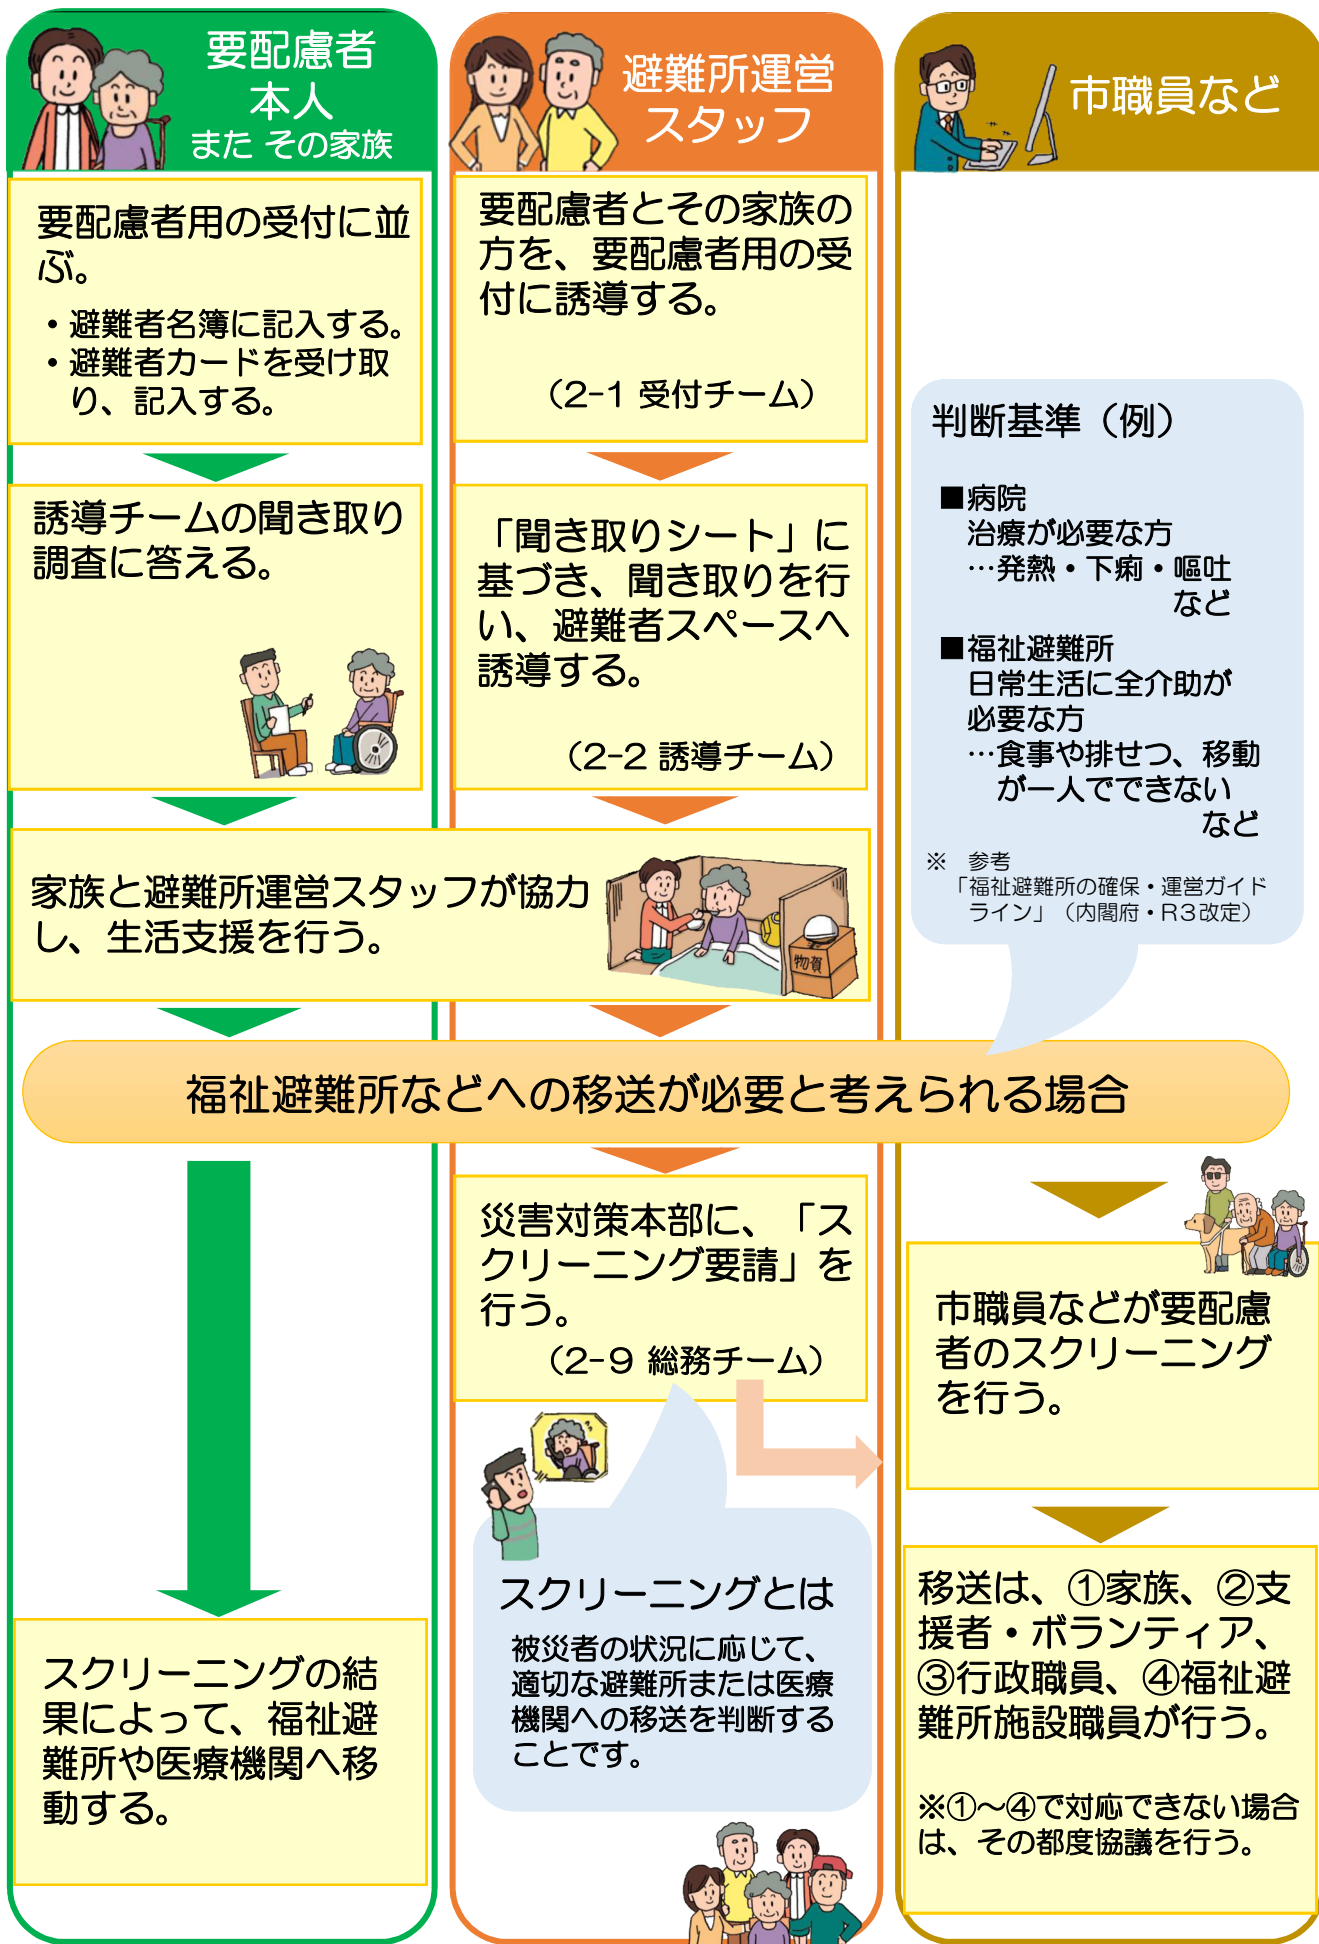 要配慮者
本人
また その家族
要配慮者用の受付に並
ぶ。
・避難者名簿に記入する。
・避難者カードを受け取
り、記入する。
誘導チームの聞き取り
調査に答える。
避難所運営
スタッフ
要配慮者とその家族の
方を、要配慮者用の受
付に誘導する。
（2-1 受付チーム）
「聞き取りシート」に
基づき、聞き取りを行
い、避難者スペースへ
誘導する。
（2-2 誘導チーム）
家族と避難所運営スタッフが協力
し、生活支援を行う。
物資
市職員など
判断基準（例）
■病院
治療が必要な方
…発熱・下痢・嘔吐
など
■福祉避難所
日常生活に全介助が
必要な方
…食事や排せつ、移動
が一人でできない
など
※ 参考
「福祉避難所の確保・運営ガイド
ライン」（内閣府・R3改定）
福祉避難所などへの移送が必要と考えられる場合
スクリーニングの結
果によって、福祉避
難所や医療機関へ移
動する。
災害対策本部に、「ス
クリーニング要請」を
行う。
（2-9 総務チーム）
スクリーニングとは
被災者の状況に応じて、
適切な避難所または医療
機関への移送を判断する
ことです。
市職員などが要配慮
者のスクリーニング
を行う。
移送は、①家族、②支
援者・ボランティア、
③行政職員、④福祉避
難所施設職員が行う。
※①～④で対応できない場合
は、その都度協議を行う。